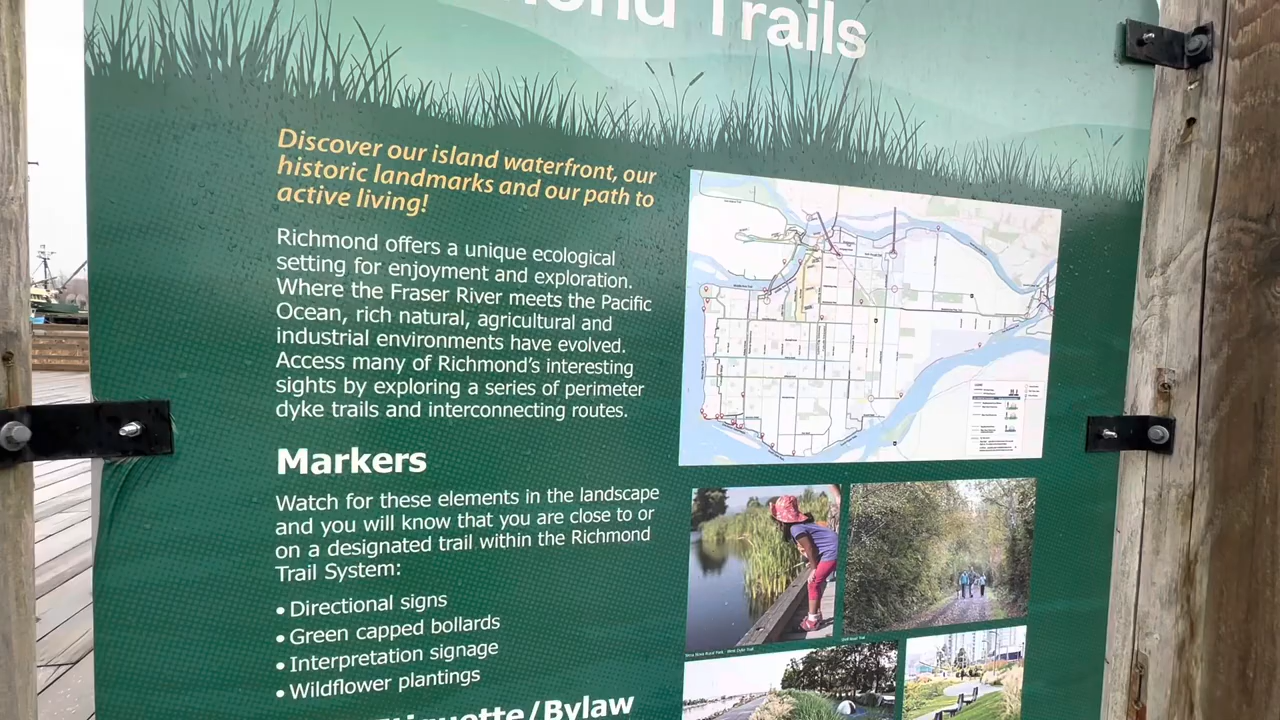 Trails
Discover our island waterfront, our
historic landmarks and our path to
active living!
Richmond offers a unique ecological
setting for enjoyment and exploration.
Where the Fraser River meets the Pacific
Ocean, rich natural, agricultural and
industrial environments have evolved.
Access many of Richmond's interesting
sights by exploring a series of perimeter
dyke trails and interconnecting routes.
Markers
Watch for these elements in the landscape
and you will know that you are close to or
on a designated trail within the Richmond
Trail System:
• Directional signs
• Green capped bollards
• Interpretation signage
• Wildflower plantings
Etiquette/Bylaw